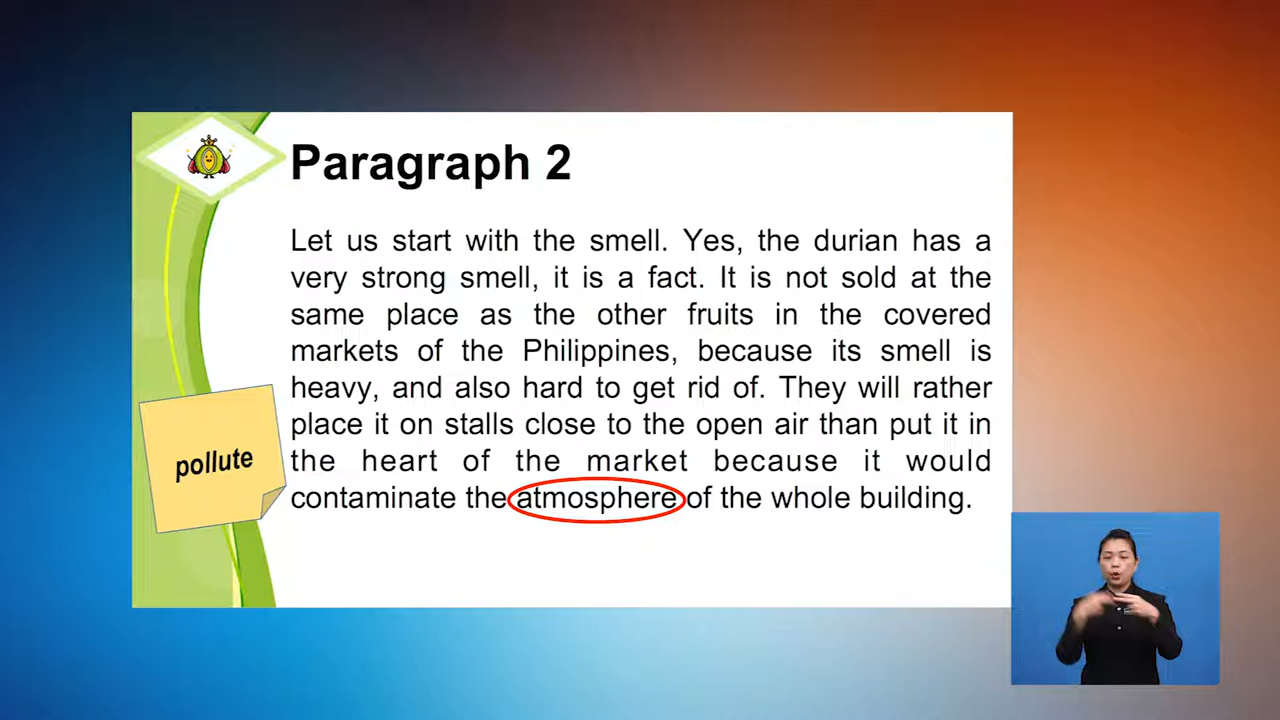 Paragraph 2
Let us start with the smell. Yes, the durian has a
very strong smell, it is a fact. It is not sold at the
same place as the other fruits in the covered
markets of the Philippines, because its smell is
heavy, and also hard to get rid of. They will rather
place it on stalls close to the open air than put it in
the heart of the market because it would
contaminate the atmosphere of the whole building.
pollute